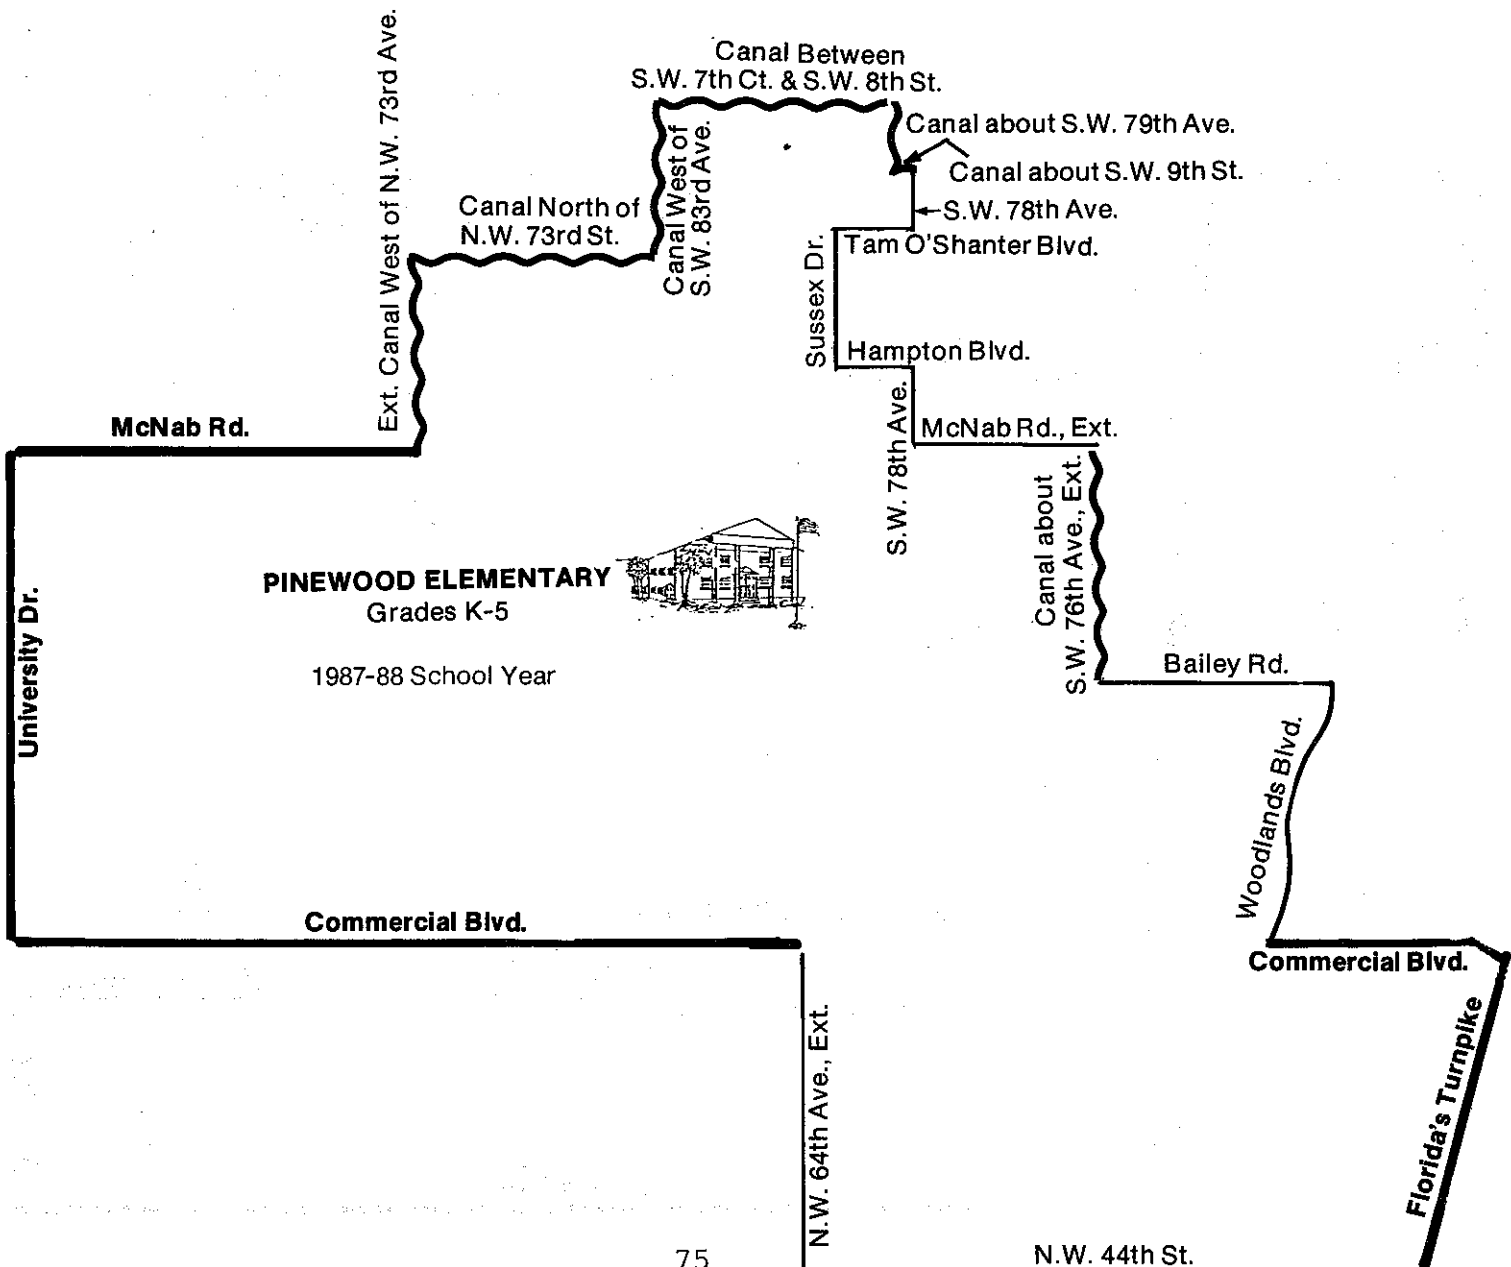 Canal Between
S.W. 7th Ct. & S.W. 8th St.
Ext. Canal West of N.W. 73rd Ave.
Canal about S.W. 79th Ave.
Canal West of
S.W. 83rd Ave.
Canal about S.W. 9th St.
Canal North of
N.W. 73rd St.
S.W. 78th Ave.
Tam O'Shanter Blvd.
Sussex Dr.
Hampton Blvd.
McNab Rd.
S.W. 78th Ave.
McNab Rd., Ext.
Canal about
S.W. 76th Ave., Ext.
PINEWOOD ELEMENTARY
Grades K-5
1987-88 School Year
University Dr.
Bailey Rd.
Woodlands Blvd.
Commercial Blvd.
Commercial Blvd.
N.W. 64th Ave., Ext.
Florida's Turnpike
N.W. 44th St.
75